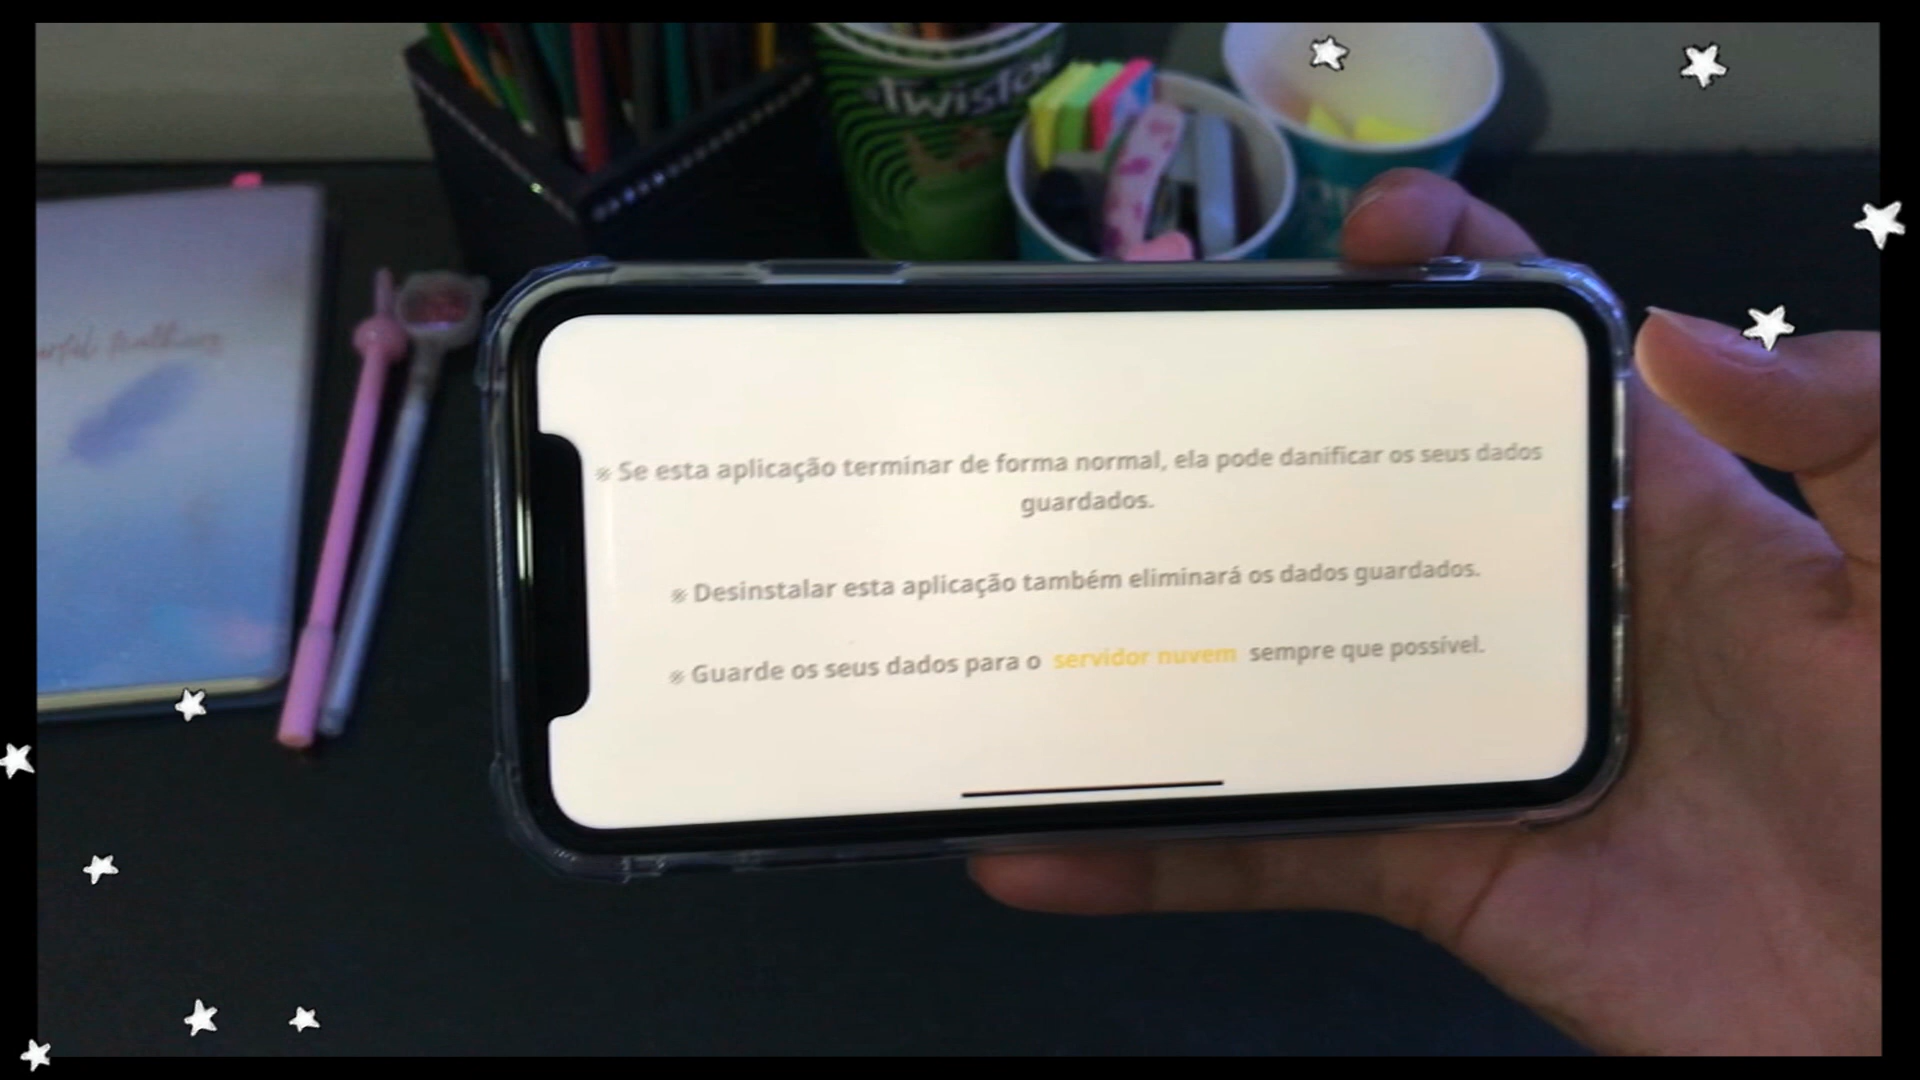 Twister
※ Se esta aplicação terminar de forma normal, ela pode danificar os seus dados
guardados.
※ Desinstalar esta aplicação também eliminará os dados guardados.
※ Guarde os seus dados para o servidor nuvem sempre que possível.